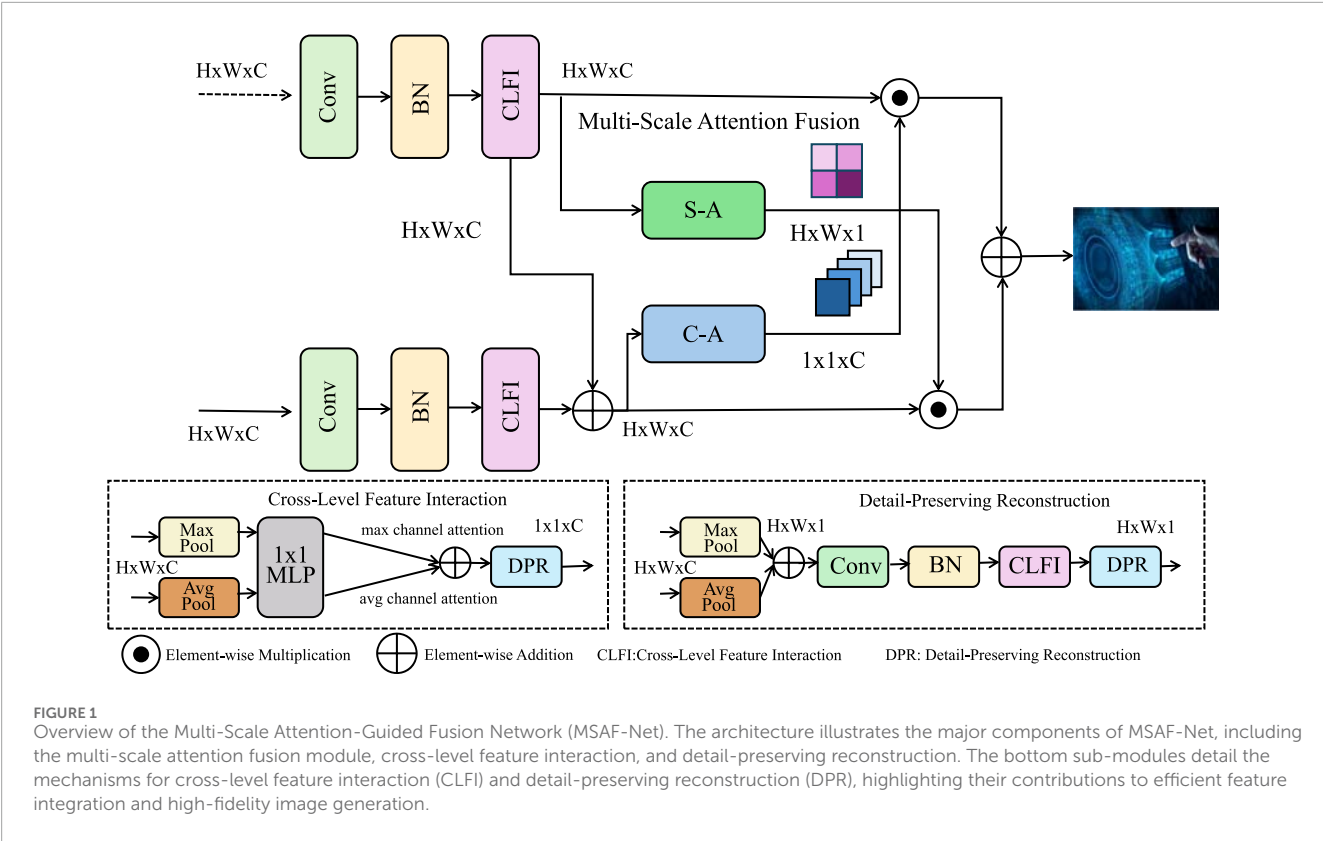 HxWxC
Conv
BN
CLFI
HxWxC
Multi-Scale Attention Fusion
S-A
HxWx1
HxWxC
C-A
1x1xC
HxWxC
Conv
BN
CLFI
HxWxC
Cross-Level Feature Interaction
Max
Pool
HxWxC
Avg
Pool
1x1
MLP
max channel attention
avg channel attention
1x1xC
DPR
Detail-Preserving Reconstruction
Max
Pool
HxWxC
Avg
Pool
HxWx1
Conv
BN
CLFI
HxWx1
DPR
Element-wise Multiplication
Element-wise Addition
CLFI:Cross-Level Feature Interaction
DPR: Detail-Preserving Reconstruction
FIGURE 1
Overview of the Multi-Scale Attention-Guided Fusion Network (MSAF-Net). The architecture illustrates the major components of MSAF-Net, including
the multi-scale attention fusion module, cross-level feature interaction, and detail-preserving reconstruction. The bottom sub-modules detail the
mechanisms for cross-level feature interaction (CLFI) and detail-preserving reconstruction (DPR), highlighting their contributions to efficient feature
integration and high-fidelity image generation.